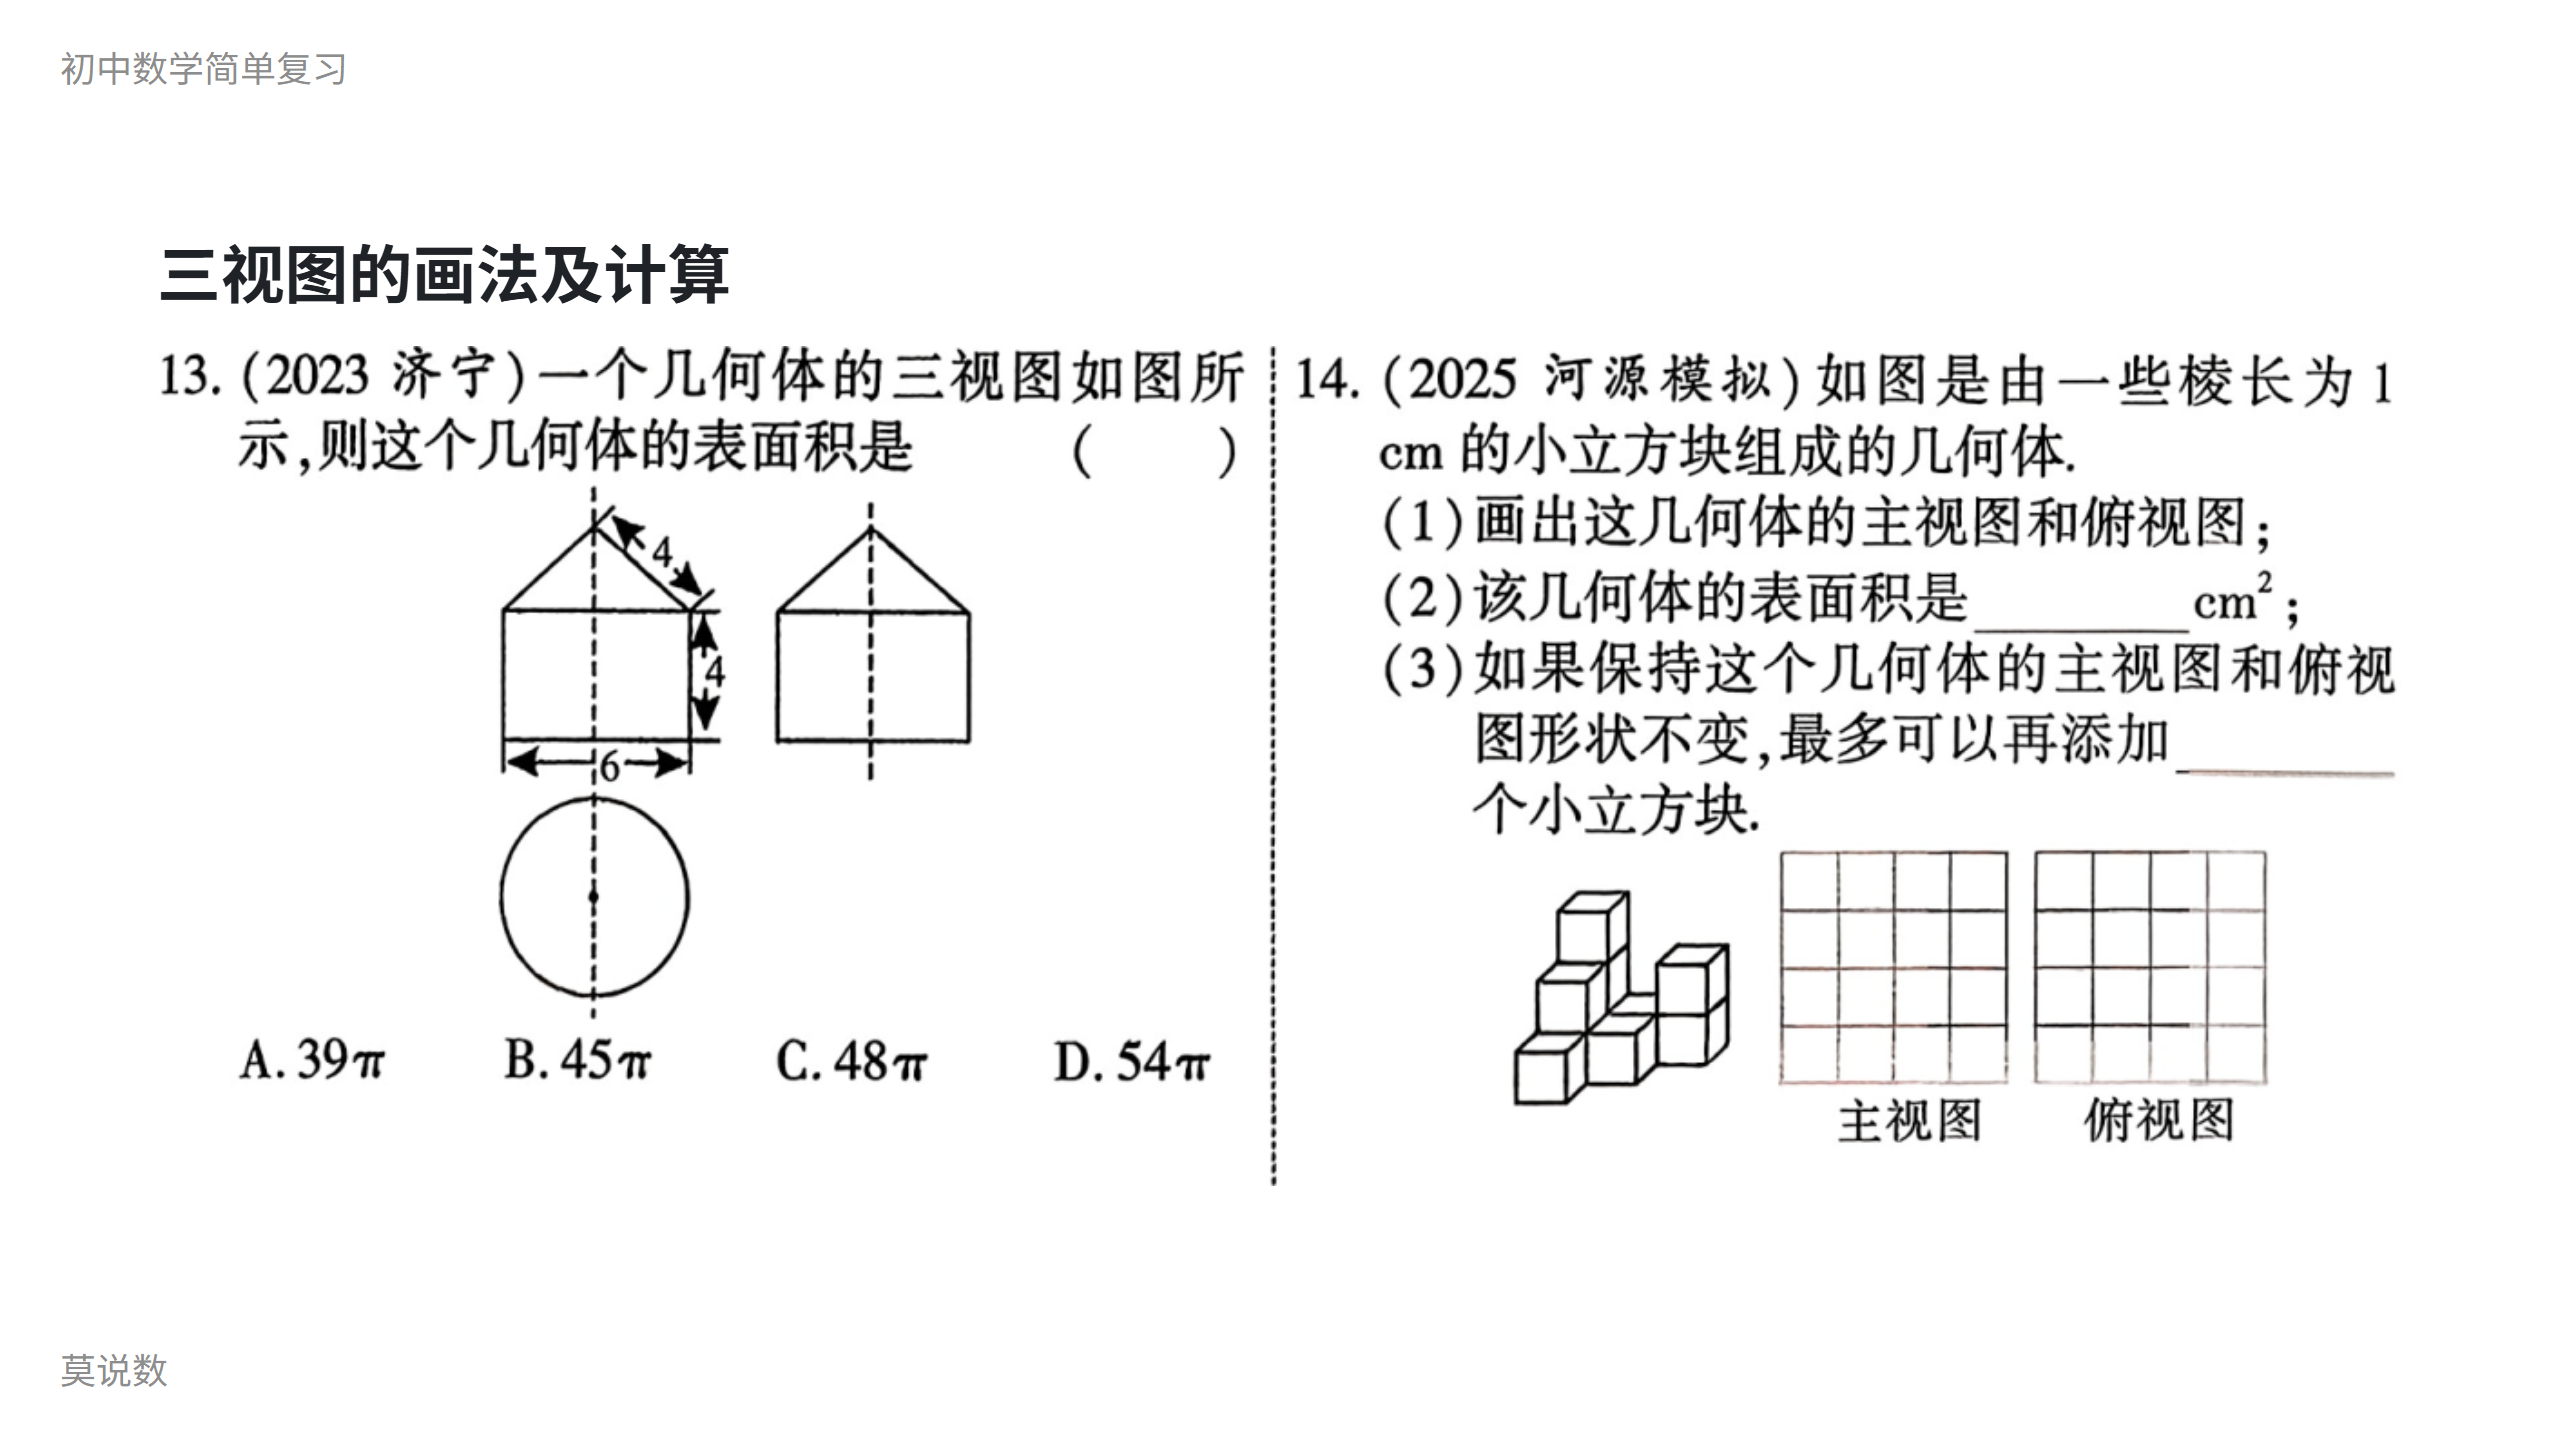 初中数学简单复习
三视图的画法及计算
13. (2023 济宁)一个几何体的三视图如图所
示,则这个几何体的表面积是 ( )
4
4
6
A. 39π B. 45π C. 48π D. 54π
14. (2025 河源模拟)如图是由一些棱长为 1
cm 的小立方块组成的几何体.
(1)画出这几何体的主视图和俯视图;
(2)该几何体的表面积是________cm²;
(3)如果保持这个几何体的主视图和俯视
图形状不变,最多可以再添加________
个小立方块.
主视图 俯视图
莫说数